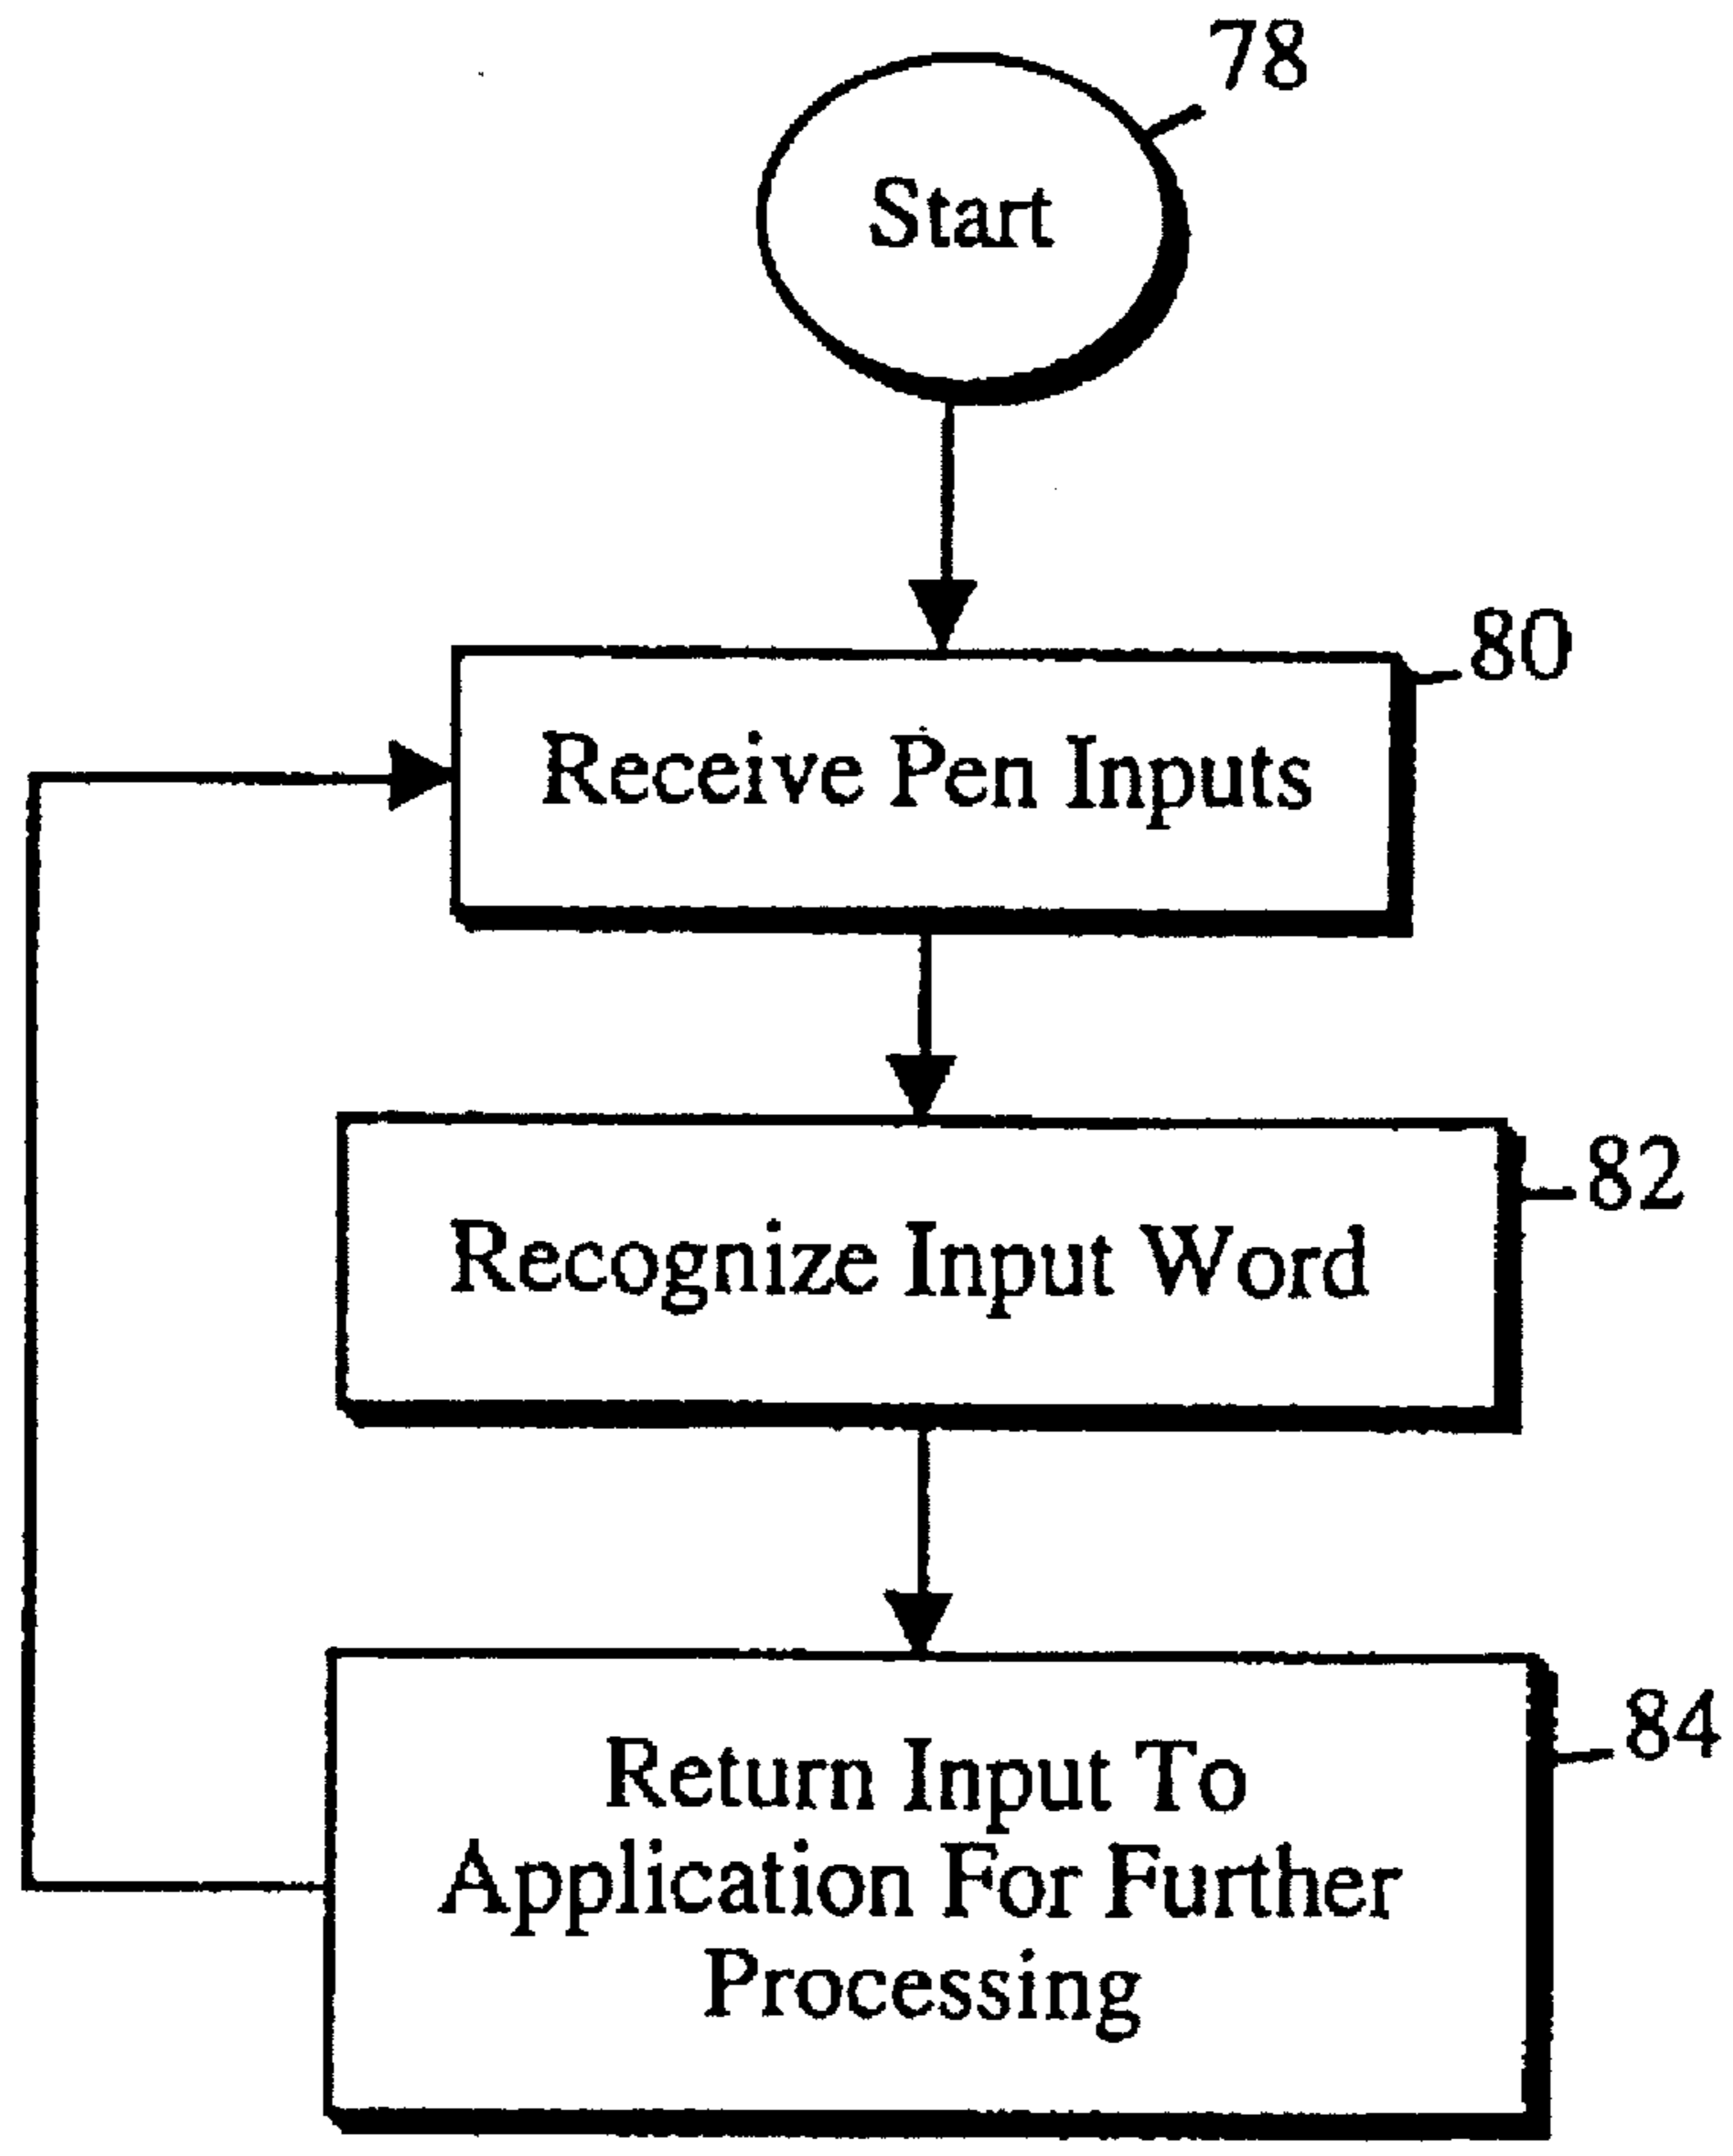 78
Start
80
Receive Pen Inputs
82
Recognize Input Word
84
Return Input To
Application For Further
Processing